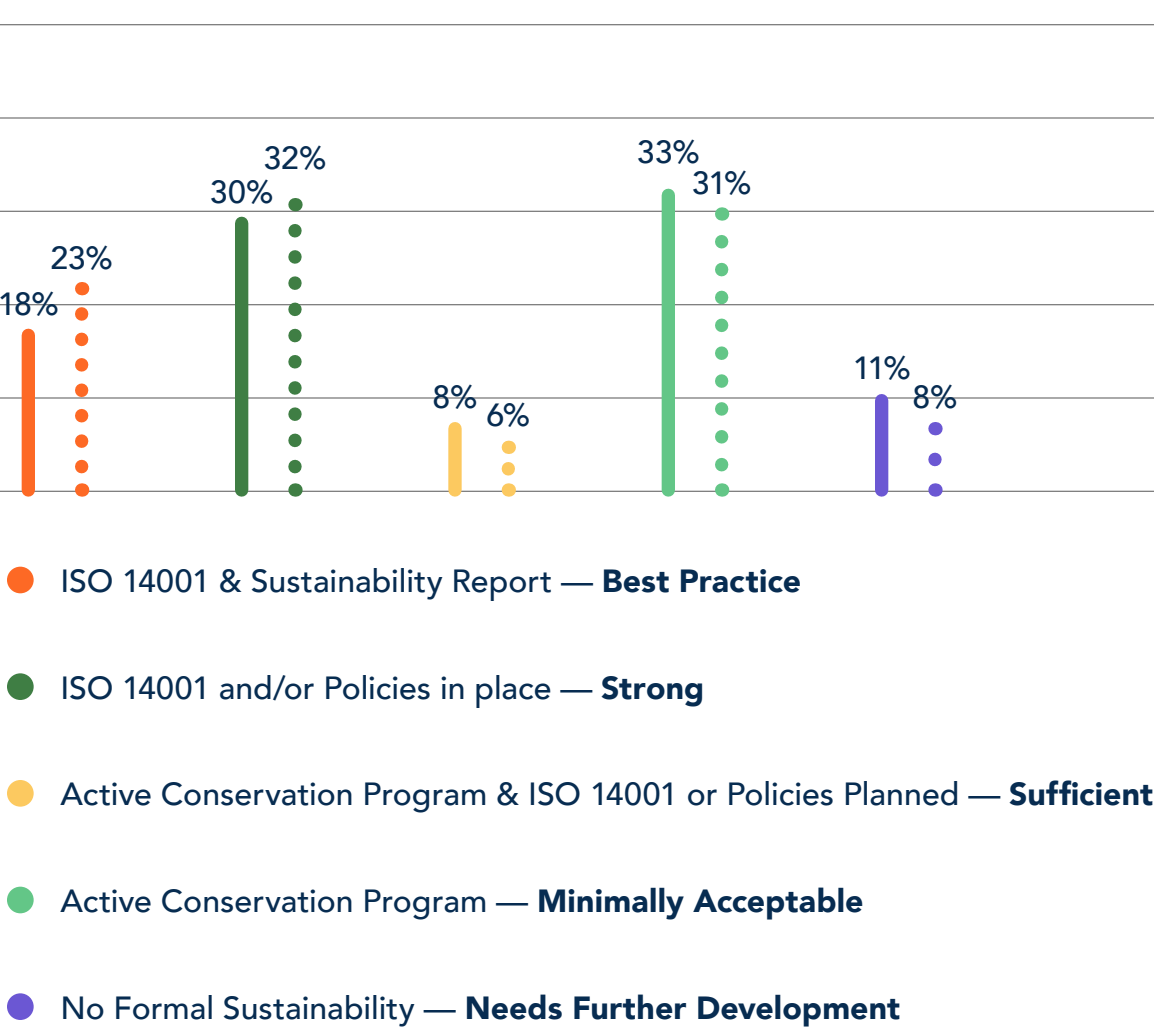 32%
33%
31%
30%
23%
18%
11%
8%
8%
6%
ISO 14001 & Sustainability Report — Best Practice
ISO 14001 and/or Policies in place — Strong
Active Conservation Program & ISO 14001 or Policies Planned — Sufficient
Active Conservation Program — Minimally Acceptable
No Formal Sustainability — Needs Further Development